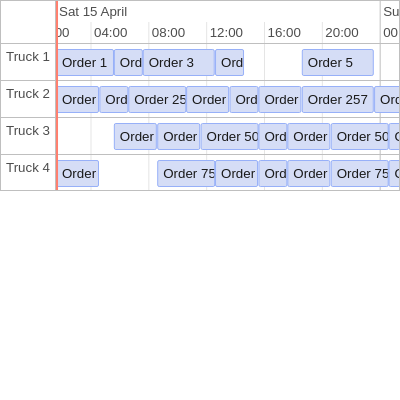 Sat 15 April Su
00 04:00 08:00 12:00 16:00 20:00 00
Truck 1 Order 1 Ord Order 3 Ord Order 5
Truck 2 Order Ord Order 25 Order Ord Order Order 257 Ord
Truck 3 Order Order Order 50 Ord Order Order 50
Truck 4 Order Order 75 Order Ord Order Order 75